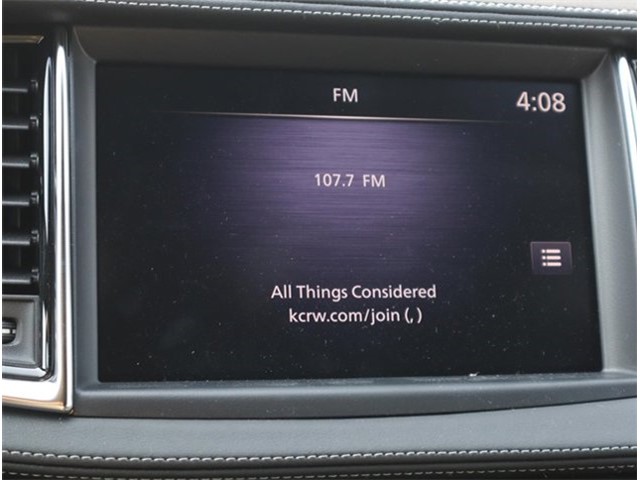 FM
4:08
107.7 FM
All Things Considered
kcrw.com/join (, )